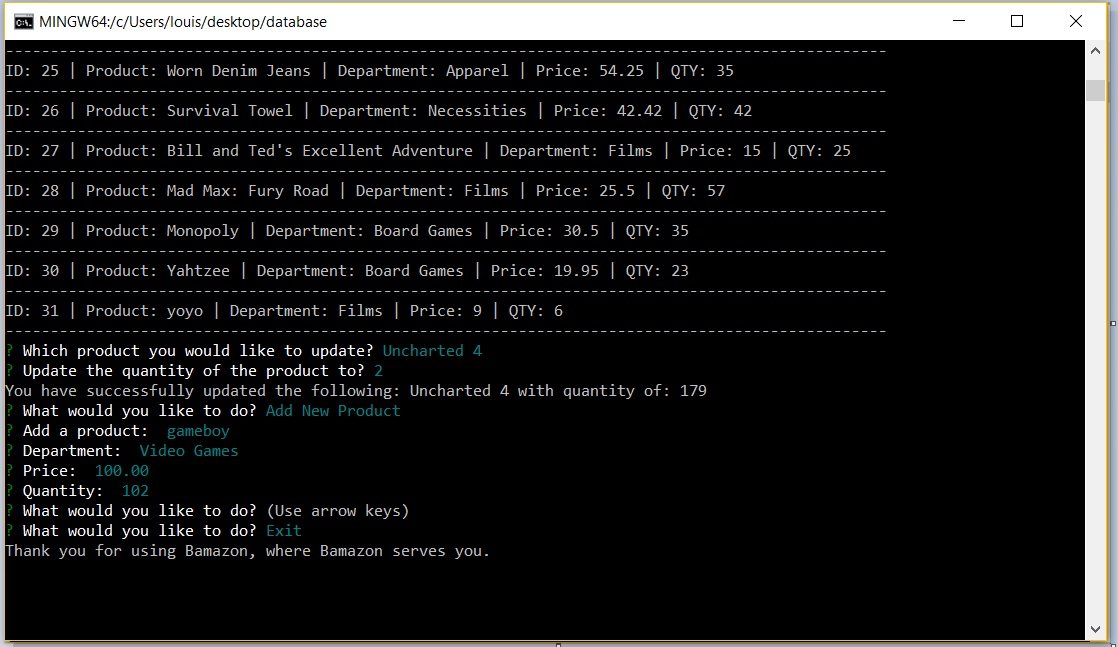 MINGW64:/c/Users/louis/desktop/database
--------------------------------------------------------------------------------------------------
ID: 25 | Product: Worn Denim Jeans | Department: Apparel | Price: 54.25 | QTY: 35
--------------------------------------------------------------------------------------------------
ID: 26 | Product: Survival Towel | Department: Necessities | Price: 42.42 | QTY: 42
--------------------------------------------------------------------------------------------------
ID: 27 | Product: Bill and Ted's Excellent Adventure | Department: Films | Price: 15 | QTY: 25
--------------------------------------------------------------------------------------------------
ID: 28 | Product: Mad Max: Fury Road | Department: Films | Price: 25.5 | QTY: 57
--------------------------------------------------------------------------------------------------
ID: 29 | Product: Monopoly | Department: Board Games | Price: 30.5 | QTY: 35
--------------------------------------------------------------------------------------------------
ID: 30 | Product: Yahtzee | Department: Board Games | Price: 19.95 | QTY: 23
--------------------------------------------------------------------------------------------------
ID: 31 | Product: yoyo | Department: Films | Price: 9 | QTY: 6
--------------------------------------------------------------------------------------------------
? Which product you would like to update? Uncharted 4
? Update the quantity of the product to? 2
You have successfully updated the following: Uncharted 4 with quantity of: 179
? What would you like to do? Add New Product
? Add a product:  gameboy
? Department:  Video Games
? Price:  100.00
? Quantity:  102
? What would you like to do? (Use arrow keys)
? What would you like to do? Exit
Thank you for using Bamazon, where Bamazon serves you.